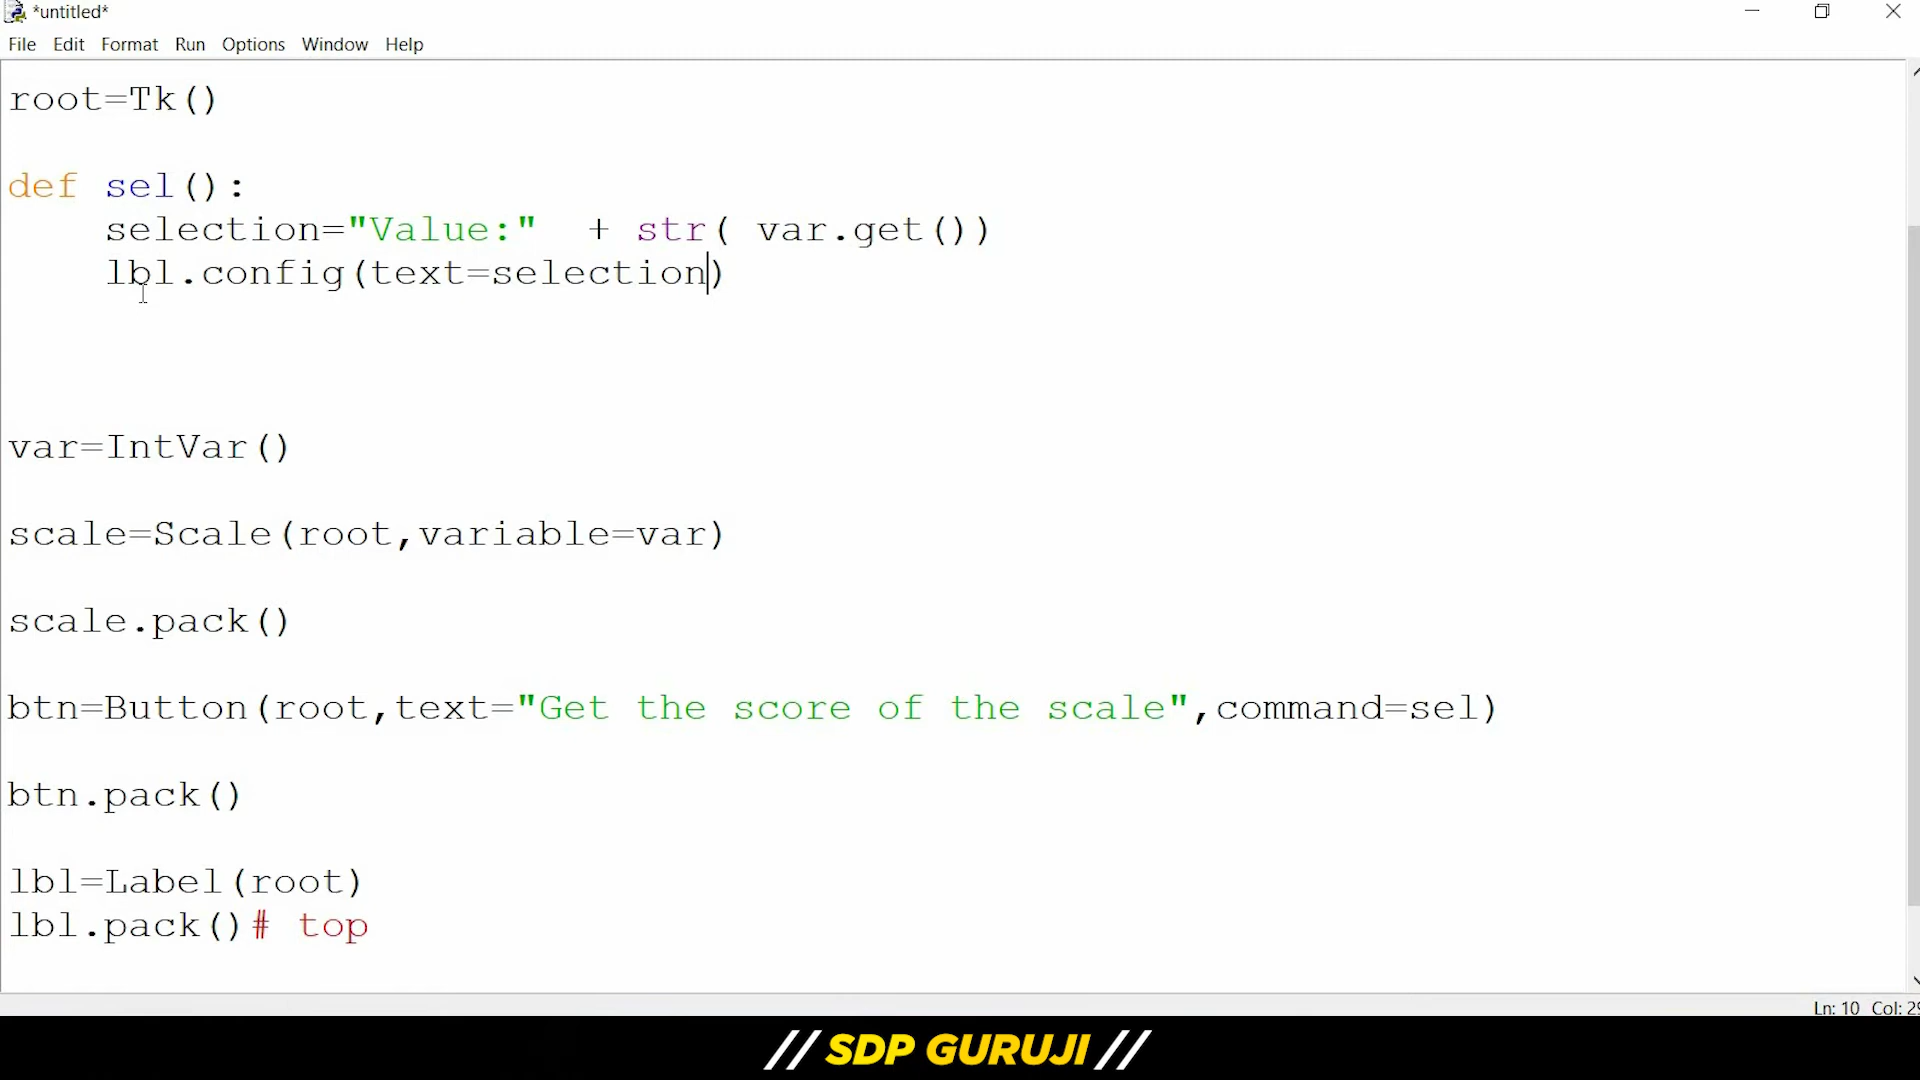 *untitled*
File Edit Format Run Options Window Help
root=Tk()
def sel():
    selection="Value:"  + str( var.get())
    lbl.config(text=selection)
var=IntVar()
scale=Scale(root,variable=var)
scale.pack()
btn=Button(root,text="Get the score of the scale",command=sel)
btn.pack()
lbl=Label(root)
lbl.pack()# top
Ln: 10 Col: 29
// SDP GURUJI //